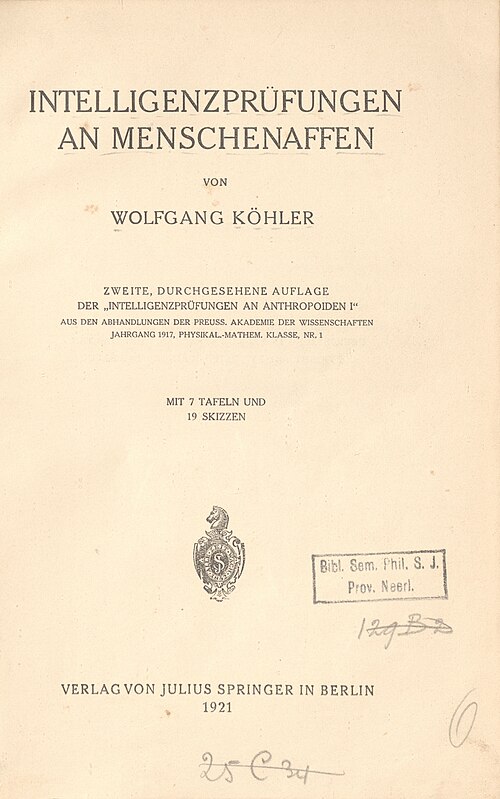 INTELLIGENZPRÜFUNGEN
AN MENSCHENAFFEN
VON
WOLFGANG KÖHLER
ZWEITE, DURCHGESEHENE AUFLAGE
DER „INTELLIGENZPRÜFUNGEN AN ANTHROPOIDEN I“
AUS DEN ABHANDLUNGEN DER PREUSS. AKADEMIE DER WISSENSCHAFTEN
JAHRGANG 1917, PHYSIKAL.-MATHEM. KLASSE, NR. 1
MIT 7 TAFELN UND
19 SKIZZEN
Bibl. Sem. Phil. S. J.
Prov. Neerl.
VERLAG VON JULIUS SPRINGER IN BERLIN
1921
25 C 34